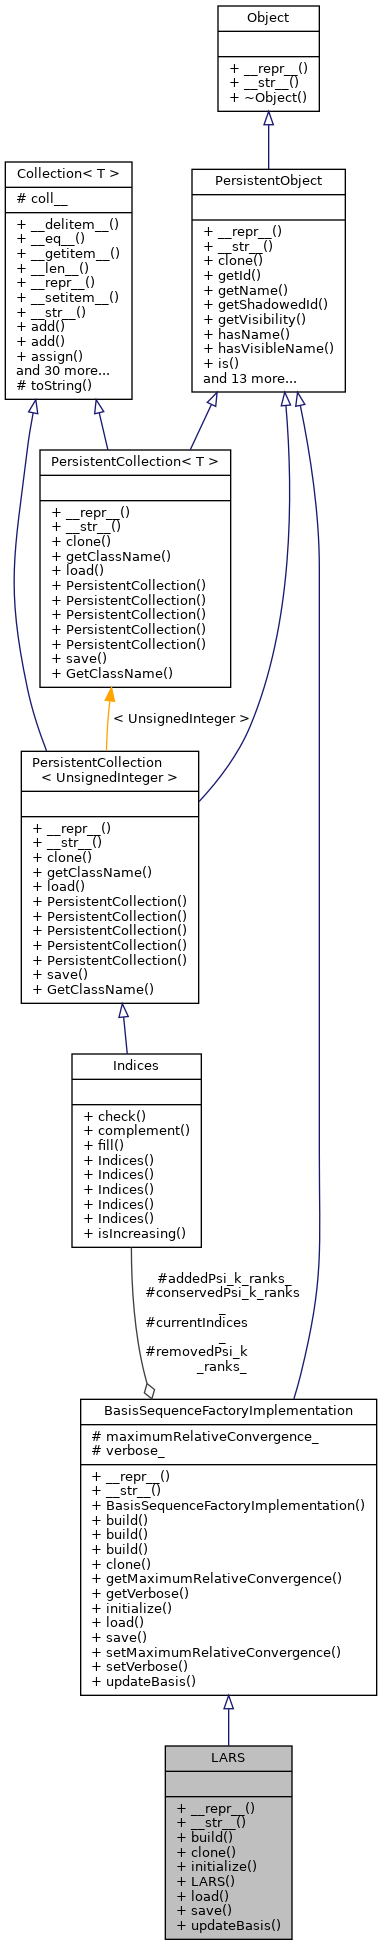 Object
+ __repr__()
+ __str__()
+ ~Object()
Collection< T >
# coll__
+ __delitem__()
+ __eq__()
+ __getitem__()
+ __len__()
+ __repr__()
+ __setitem__()
+ __str__()
+ add()
+ add()
+ assign()
and 30 more...
# toString()
PersistentObject
+ __repr__()
+ __str__()
+ clone()
+ getId()
+ getName()
+ getShadowedId()
+ getVisibility()
+ hasName()
+ hasVisibleName()
+ is()
and 13 more...
PersistentCollection< T >
+ __repr__()
+ __str__()
+ clone()
+ getClassName()
+ load()
+ PersistentCollection()
+ PersistentCollection()
+ PersistentCollection()
+ PersistentCollection()
+ PersistentCollection()
+ save()
+ GetClassName()
< UnsignedInteger >
PersistentCollection
< UnsignedInteger >
+ __repr__()
+ __str__()
+ clone()
+ getClassName()
+ load()
+ PersistentCollection()
+ PersistentCollection()
+ PersistentCollection()
+ PersistentCollection()
+ PersistentCollection()
+ save()
+ GetClassName()
Indices
+ check()
+ complement()
+ fill()
+ Indices()
+ Indices()
+ Indices()
+ Indices()
+ Indices()
+ isIncreasing()
#addedPsi_k_ranks_
#conservedPsi_k_ranks
_
#currentIndices
_
#removedPsi_k
_ranks_
BasisSequenceFactoryImplementation
# maximumRelativeConvergence_
# verbose_
+ __repr__()
+ __str__()
+ BasisSequenceFactoryImplementation()
+ build()
+ build()
+ build()
+ clone()
+ getMaximumRelativeConvergence()
+ getVerbose()
+ initialize()
+ load()
+ save()
+ setMaximumRelativeConvergence()
+ setVerbose()
+ updateBasis()
LARS
+ __repr__()
+ __str__()
+ build()
+ clone()
+ initialize()
+ LARS()
+ load()
+ save()
+ updateBasis()